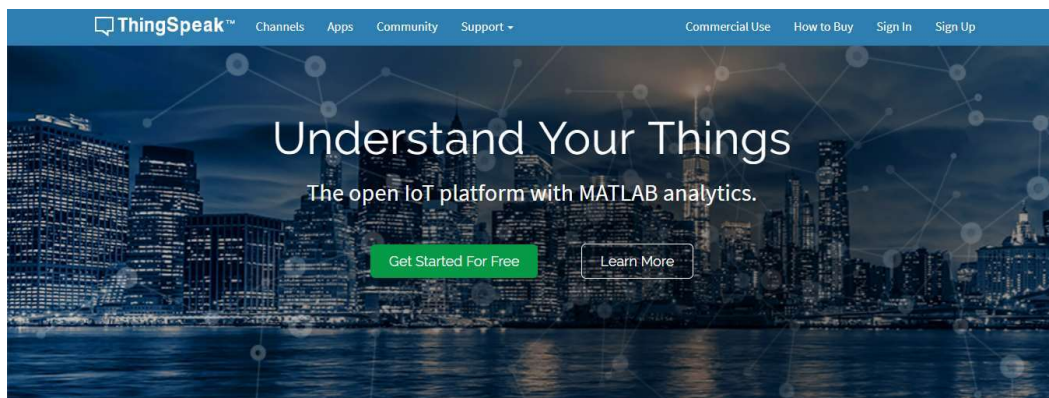 ThingSpeak™ Channels Apps Community Support Commercial Use How to Buy Sign In Sign Up
Understand Your Things
The open IoT platform with MATLAB analytics.
Get Started For Free Learn More